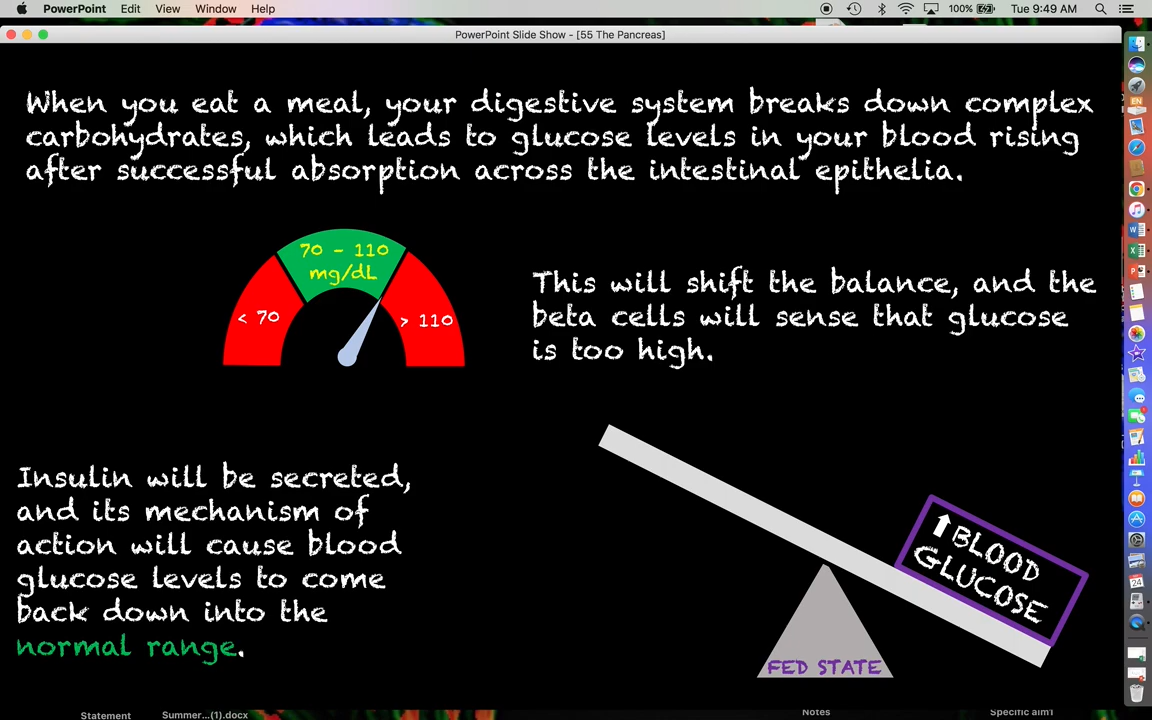 PowerPoint Edit View Window Help
100% Tue 9:49 AM
PowerPoint Slide Show - [55 The Pancreas]
When you eat a meal, your digestive system breaks down complex
carbohydrates, which leads to glucose levels in your blood rising
after successful absorption across the intestinal epithelia.
70 - 110
mg/dL
< 70
> 110
This will shift the balance, and the
beta cells will sense that glucose
is too high.
Insulin will be secreted,
and its mechanism of
action will cause blood
glucose levels to come
back down into the
normal range.
BLOOD
GLUCOSE
FED STATE
Statement
Summer...(1).docx
Notes
Specific aim1